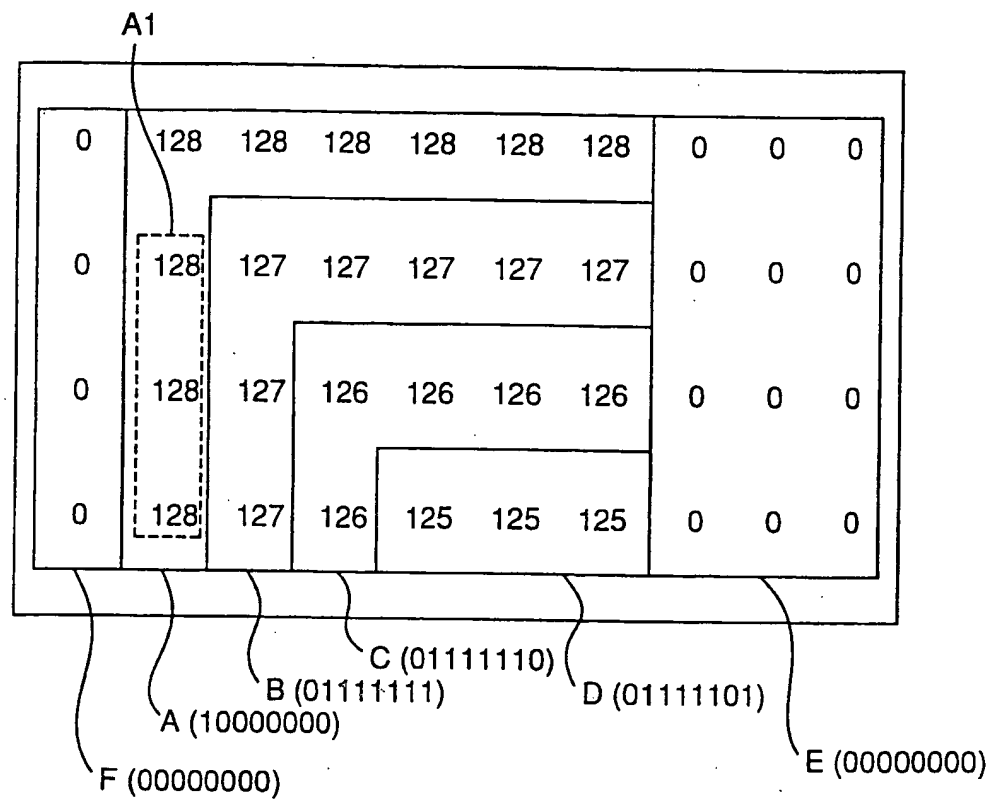 A1
0 128 128 128 128 128 128 0 0 0
0 128 127 127 127 127 127 0 0 0
0 128 127 126 126 126 126 0 0 0
0 128 127 126 125 125 125 0 0 0
C (01111110)
B (01111111)
D (01111101)
A (10000000)
E (00000000)
F (00000000)